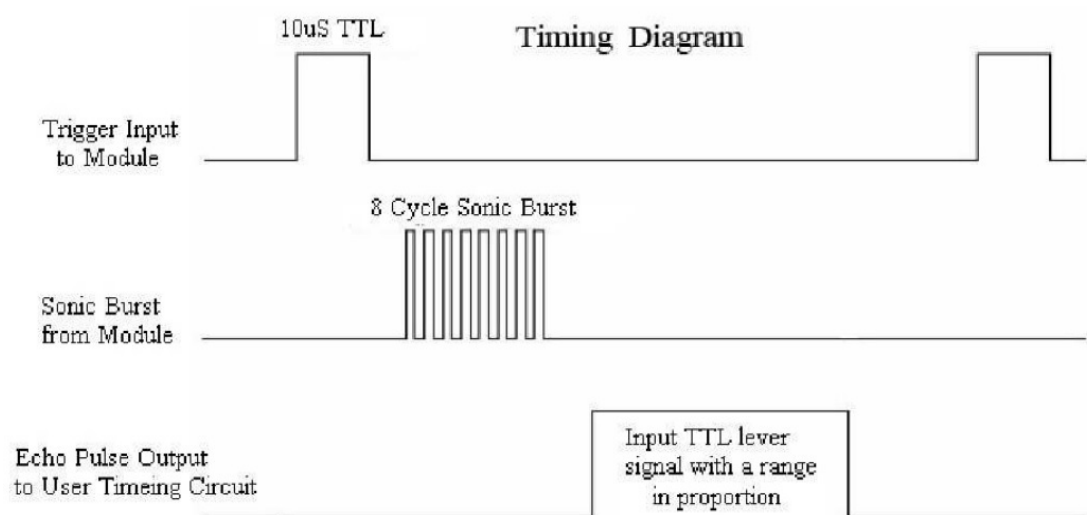 10uS TTL
Timing Diagram
Trigger Input
to Module
8 Cycle Sonic Burst
Sonic Burst
from Module
Echo Pulse Output
to User Timeing Circuit
Input TTL lever
signal with a range
in proportion